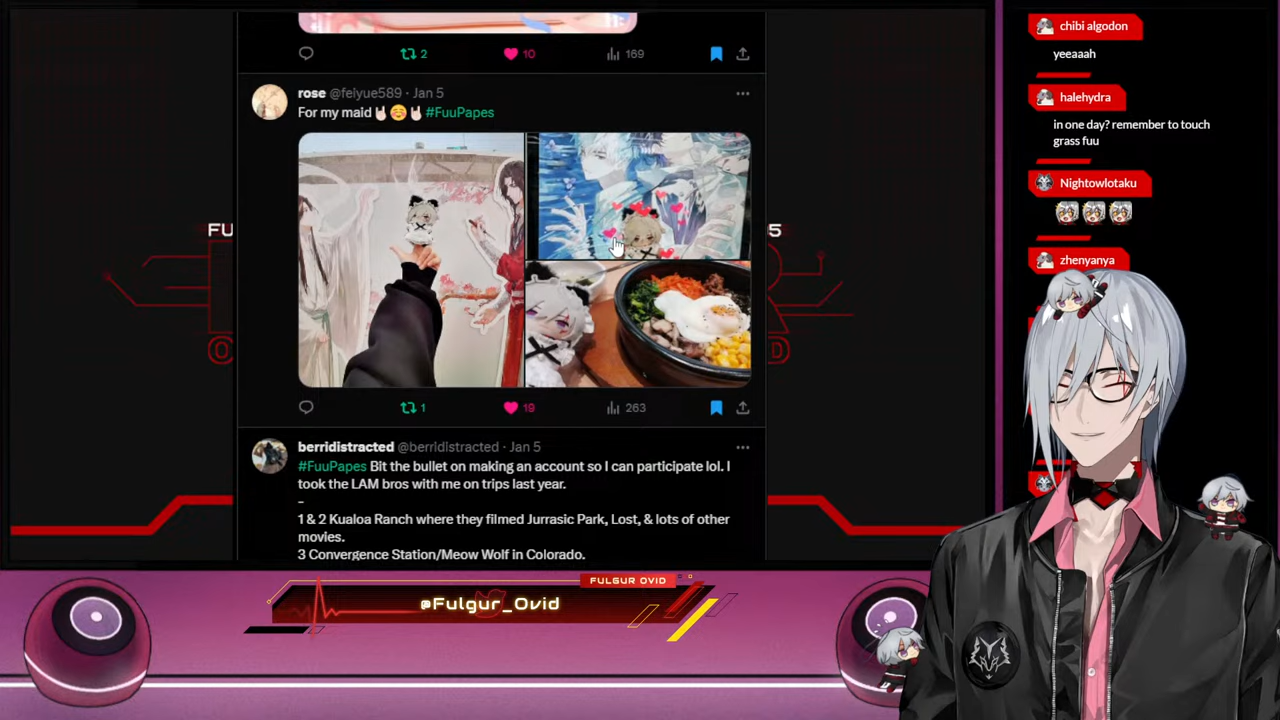 2
10
169
rose @feiyue589 · Jan 5
For my maid🤘🏻☺️🤘🏻 #FuuPapes
1
19
263
berridistracted @berridistracted · Jan 5
#FuuPapes Bit the bullet on making an account so I can participate lol. I
took the LAM bros with me on trips last year.
-
1 & 2 Kualoa Ranch where they filmed Jurrasic Park, Lost, & lots of other
movies.
3 Convergence Station/Meow Wolf in Colorado.
FU
5
O
D
FULGUR OVID
@Fulgur_Ovid
chibi algodon
yeeaaah
halehydra
in one day? remember to touch
grass fuu
Nightowlotaku
zhenyanya